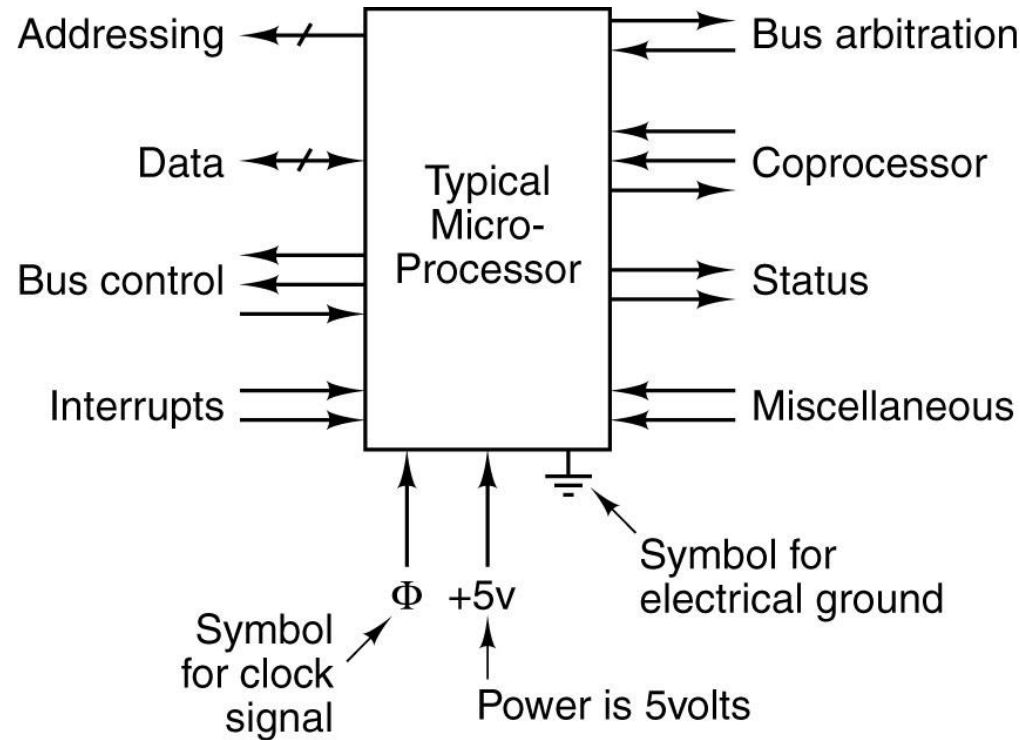 Addressing
Bus arbitration
Data
Typical
Micro-
Processor
Coprocessor
Bus control
Status
Interrupts
Miscellaneous
Φ +5v
Symbol for
electrical ground
Symbol
for clock
signal
Power is 5volts